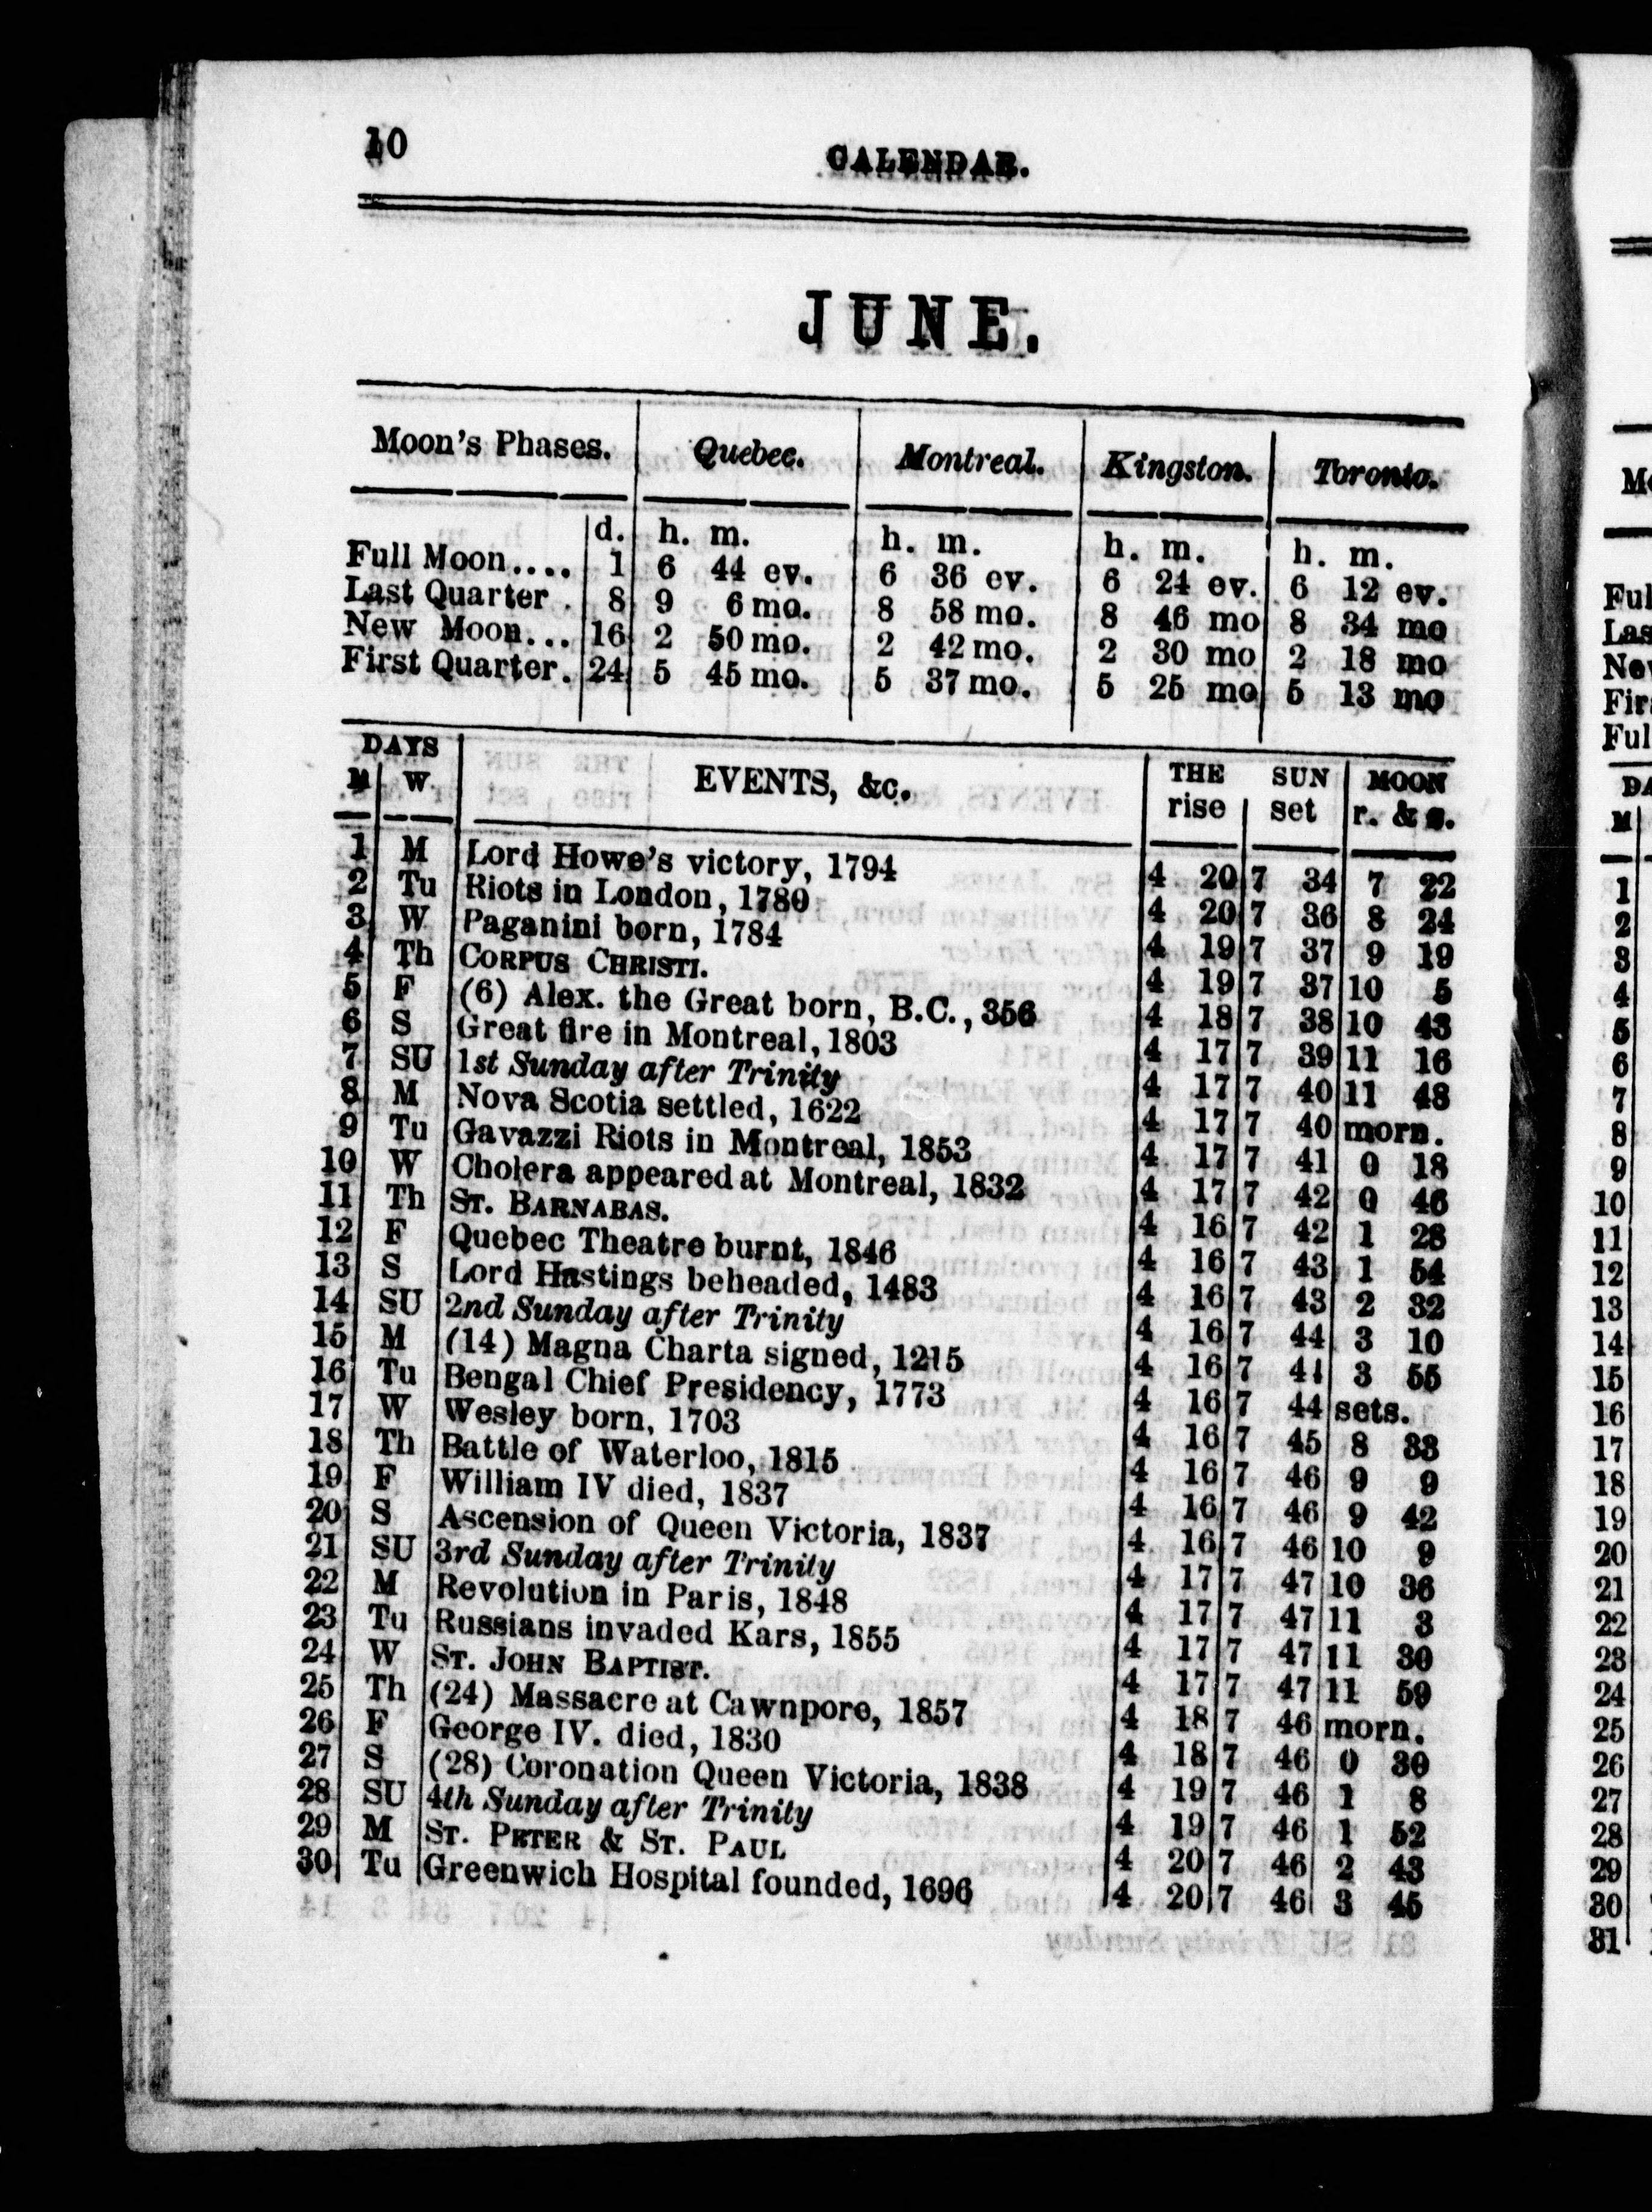 10
CALENDAR.
JUNE.
Moon's Phases. Quebec. Montreal. Kingston. Toronto.
d. h. m. h. m. h. m. h. m.
Full Moon.... 1 6 44 ev. 6 36 ev. 6 24 ev. 6 12 ev.
Last Quarter . 8 9 6 mo. 8 58 mo. 8 46 mo 8 34 mo
New Moon... 16 2 50 mo. 2 42 mo. 2 30 mo 2 18 mo
First Quarter. 24 5 45 mo. 5 37 mo. 5 25 mo 5 13 mo
DAYS EVENTS, &c. THE SUN MOON
M W. rise set r. & s.
1 M Lord Howe's victory, 1794 4 20 7 34 7 22
2 Tu Riots in London, 1780 4 20 7 36 8 24
3 W Paganini born, 1784 4 19 7 37 9 19
4 Th CORPUS CHRISTI. 4 19 7 37 10 5
5 F (6) Alex. the Great born, B.C., 356 4 18 7 38 10 43
6 S Great fire in Montreal, 1803 4 17 7 39 11 16
7 SU 1st Sunday after Trinity 4 17 7 40 11 48
8 M Nova Scotia settled, 1622 4 17 7 40 morn.
9 Tu Gavazzi Riots in Montreal, 1853 4 17 7 41 0 18
10 W Cholera appeared at Montreal, 1832 4 17 7 42 0 46
11 Th ST. BARNABAS. 4 16 7 42 1 23
12 F Quebec Theatre burnt, 1846 4 16 7 43 1 54
13 S Lord Hastings beheaded, 1483 4 16 7 43 2 32
14 SU 2nd Sunday after Trinity 4 16 7 44 3 10
15 M (14) Magna Charta signed, 1215 4 16 7 44 3 55
16 Tu Bengal Chief Presidency, 1773 4 16 7 44 sets.
17 W Wesley born, 1703 4 16 7 45 8 33
18 Th Battle of Waterloo, 1815 4 16 7 46 9 9
19 F William IV died, 1837 4 16 7 46 9 42
20 S Ascension of Queen Victoria, 1837 4 16 7 46 10 9
21 SU 3rd Sunday after Trinity 4 17 7 47 10 36
22 M Revolution in Paris, 1848 4 17 7 47 11 3
23 Tu Russians invaded Kars, 1855 4 17 7 47 11 30
24 W ST. JOHN BAPTIST. 4 17 7 47 11 59
25 Th (24) Massacre at Cawnpore, 1857 4 18 7 46 morn.
26 F George IV. died, 1830 4 18 7 46 0 30
27 S (28) Coronation Queen Victoria, 1838 4 19 7 46 1 8
28 SU 4th Sunday after Trinity 4 19 7 46 1 52
29 M ST. PETER & ST. PAUL 4 20 7 46 2 43
30 Tu Greenwich Hospital founded, 1696 4 20 7 46 3 45